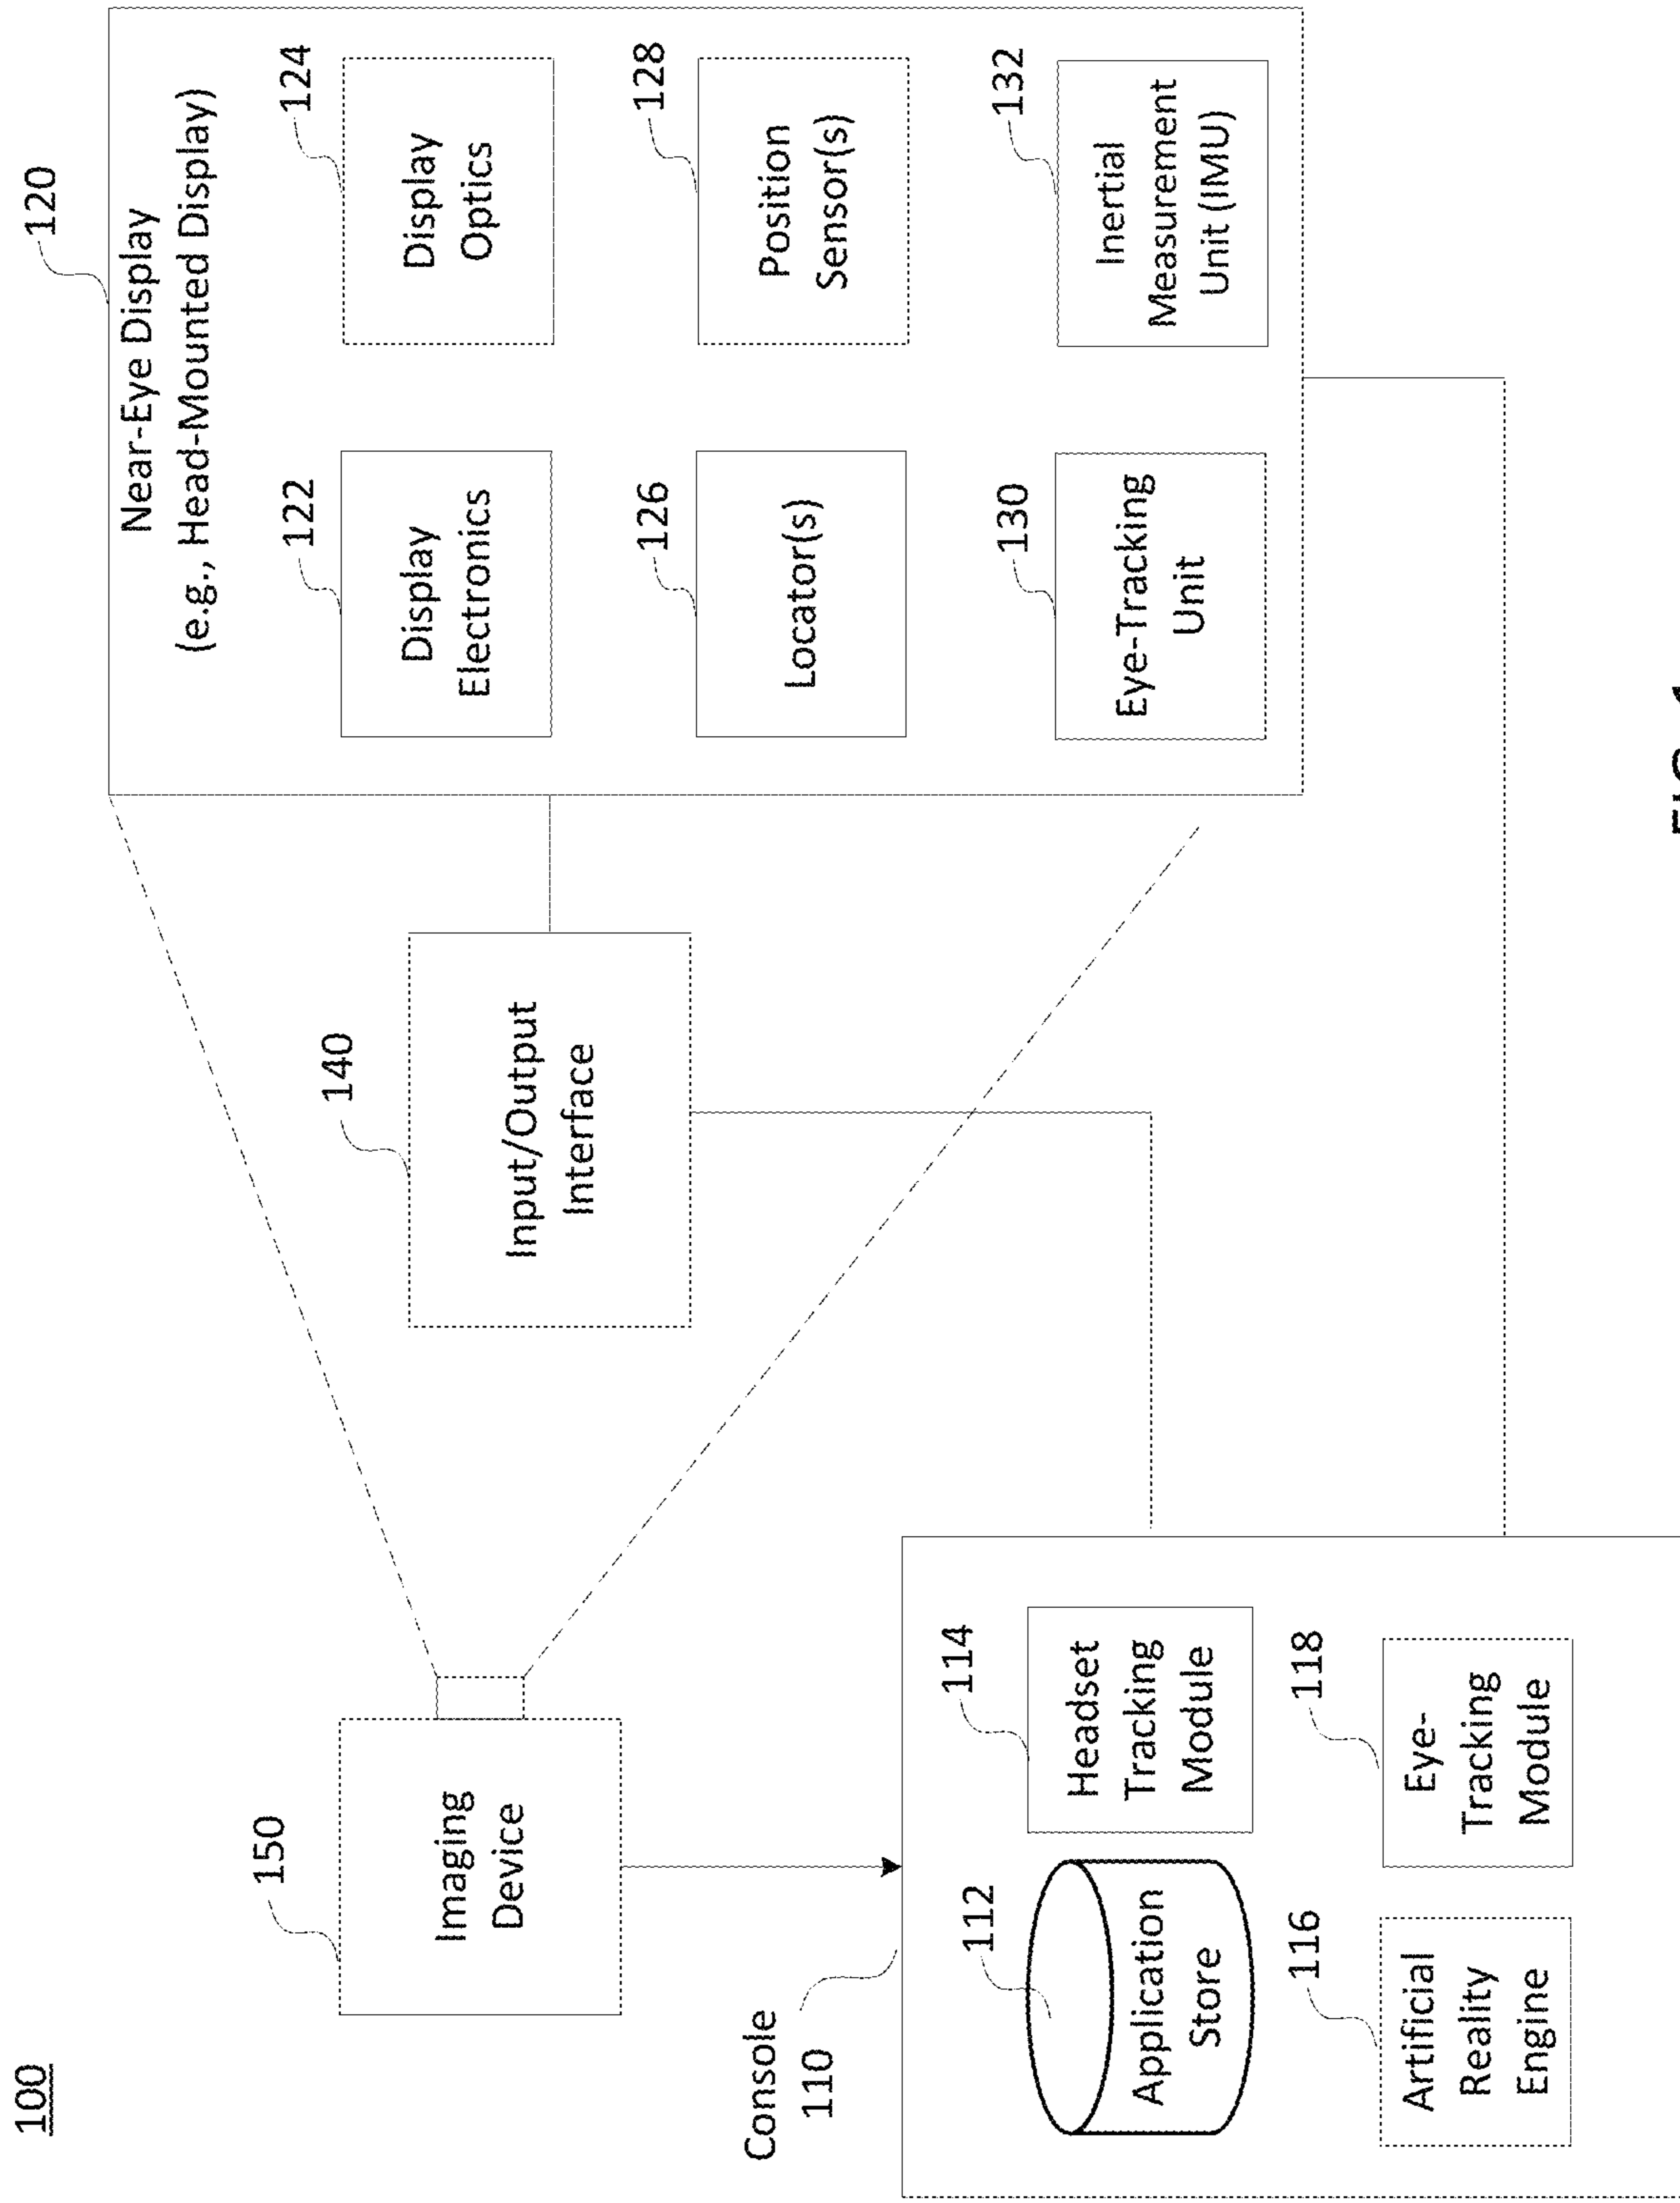 100
120
Near-Eye Display
(e.g., Head-Mounted Display)
122
Display
Electronics
124
Display
Optics
126
Locator(s)
128
Position
Sensor(s)
130
Eye-Tracking
Unit
132
Inertial
Measurement
Unit (IMU)
140
Input/Output
Interface
150
Imaging
Device
Console
110
112
Application
Store
114
Headset
Tracking
Module
116
Artificial
Reality
Engine
118
Eye-
Tracking
Module